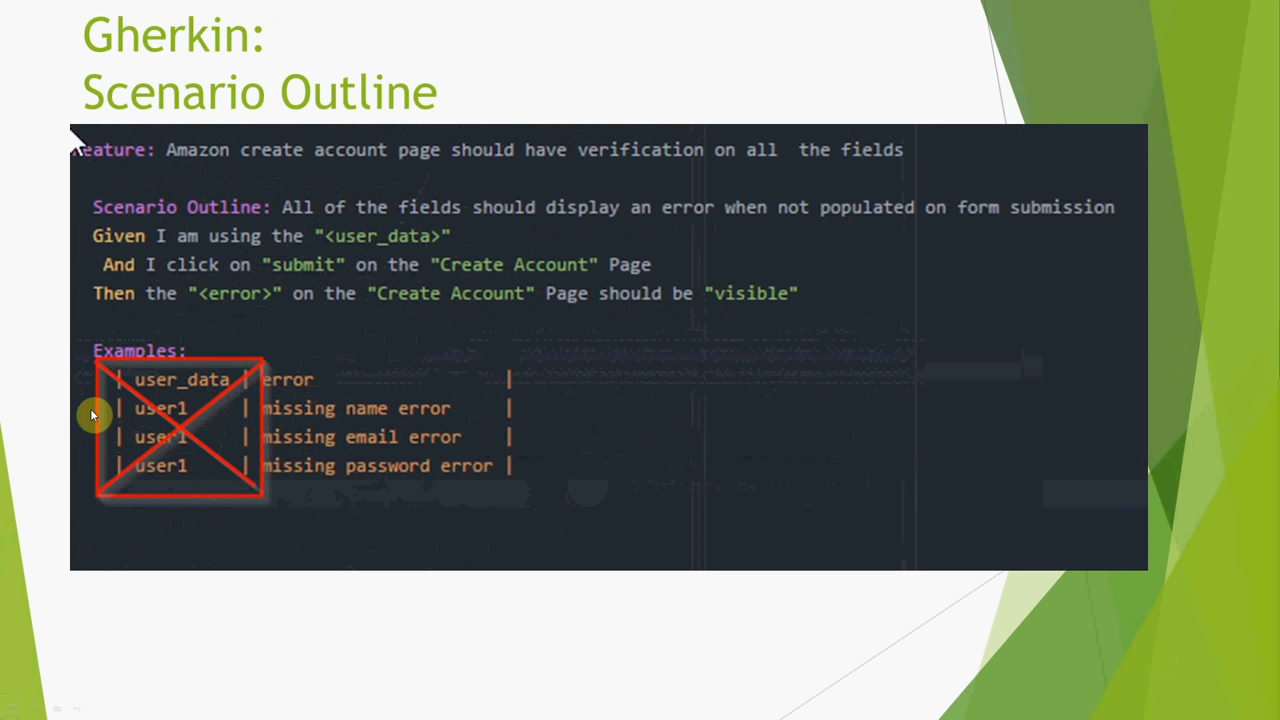 Gherkin:
Scenario Outline
eature: Amazon create account page should have verification on all the fields
Scenario Outline: All of the fields should display an error when not populated on form submission
Given I am using the "<user_data>"
And I click on "submit" on the "Create Account" Page
Then the "<error>" on the "Create Account" Page should be "visible"
Examples:
| user_data | error |
| user1 | missing name error |
| user1 | missing email error |
| user1 | missing password error |